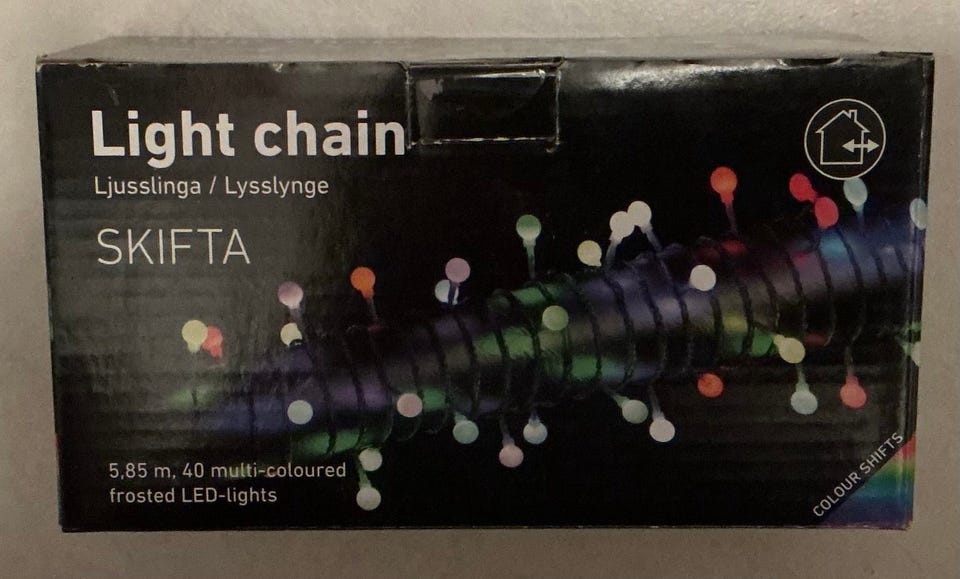 Light chain
Ljusslinga / Lysslynge
SKIFTA
5,85 m, 40 multi-coloured
frosted LED-lights
COLOUR SHIFTS